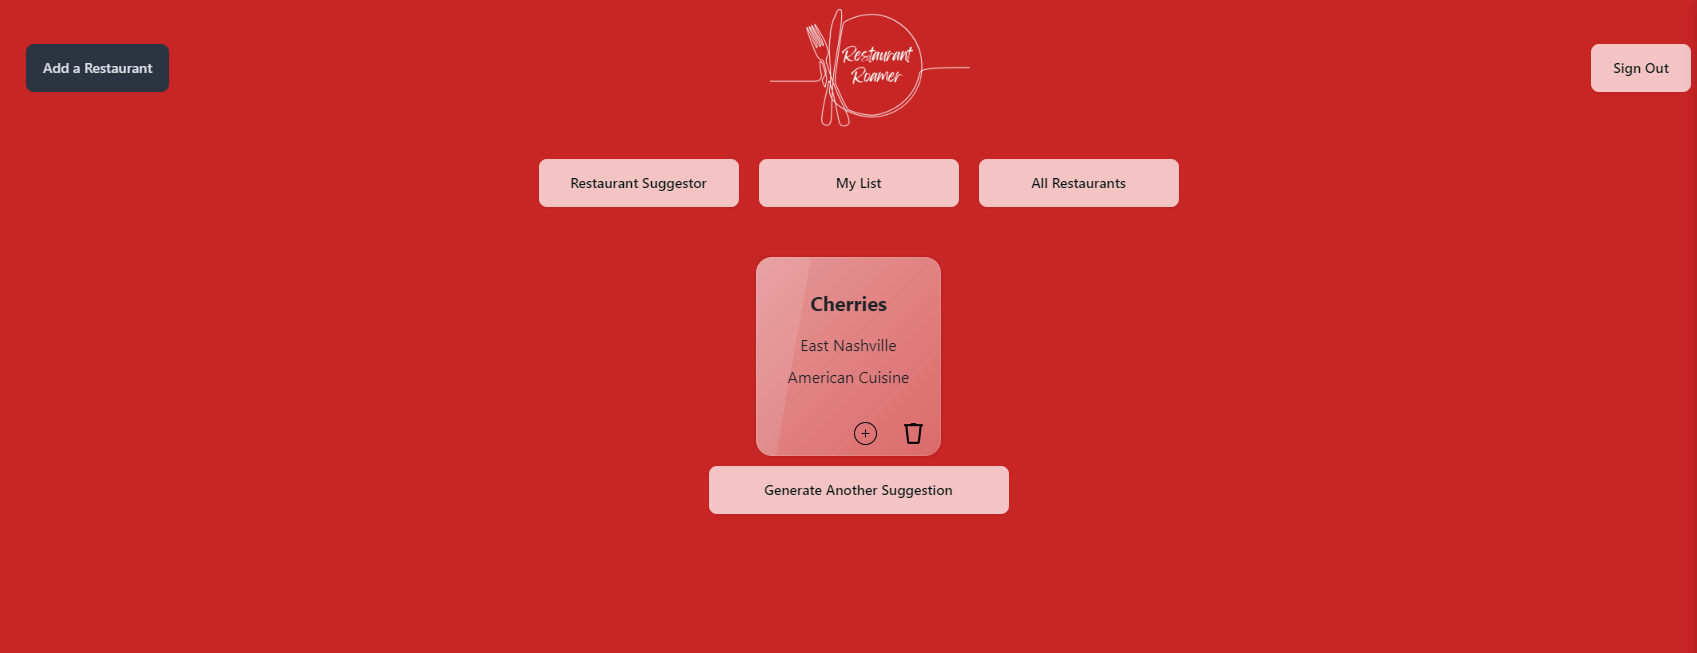 Add a Restaurant
Restaurant
Roamer
Sign Out
Restaurant Suggestor
My List
All Restaurants
Cherries
East Nashville
American Cuisine
Generate Another Suggestion